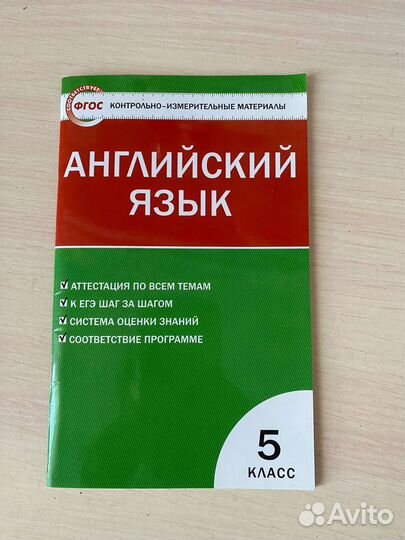 СООТВЕТСТВУЕТ
ФГОС
КОНТРОЛЬНО-ИЗМЕРИТЕЛЬНЫЕ МАТЕРИАЛЫ
АНГЛИЙСКИЙ
ЯЗЫК
АТТЕСТАЦИЯ ПО ВСЕМ ТЕМАМ
К ЕГЭ ШАГ ЗА ШАГОМ
СИСТЕМА ОЦЕНКИ ЗНАНИЙ
СООТВЕТСТВИЕ ПРОГРАММЕ
5
КЛАСС
Avito